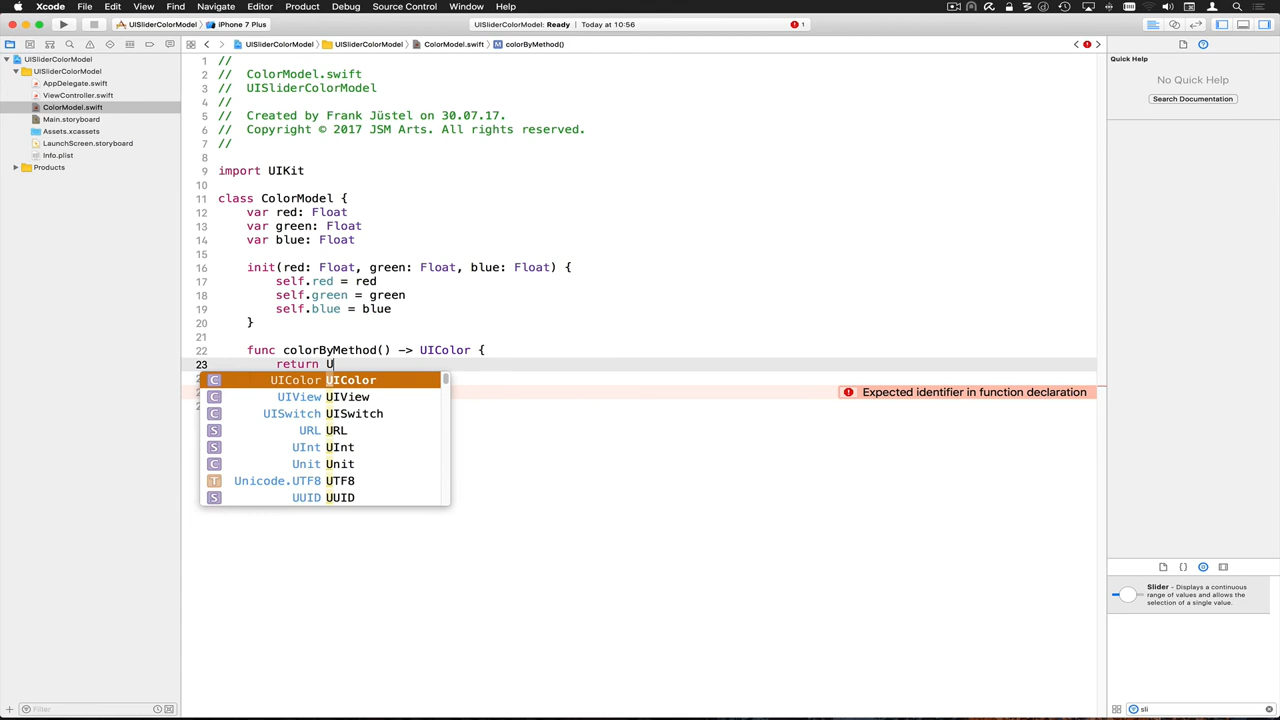 Xcode File Edit View Find Navigate Editor Product Debug Source Control Window Help
UISliderColorModel iPhone 7 Plus UISliderColorModel: Ready Today at 10:56 1
UISliderColorModel UISliderColorModel ColorModel.swift M colorByMethod()
UISliderColorModel
UISliderColorModel
AppDelegate.swift
ViewController.swift
ColorModel.swift
Main.storyboard
Assets.xcassets
LaunchScreen.storyboard
Info.plist
Products
Filter
1 //
2 // ColorModel.swift
3 // UISliderColorModel
4 //
5 // Created by Frank Jüstel on 30.07.17.
6 // Copyright © 2017 JSM Arts. All rights reserved.
7 //
8
9 import UIKit
10
11 class ColorModel {
12 var red: Float
13 var green: Float
14 var blue: Float
15
16 init(red: Float, green: Float, blue: Float) {
17 self.red = red
18 self.green = green
19 self.blue = blue
20 }
21
22 func colorByMethod() -> UIColor {
23 return U
C UIColor UIColor
C UIView UIView
C UISwitch UISwitch
S URL URL
S UInt UInt
C Unit Unit
T Unicode.UTF8 UTF8
S UUID UUID
Expected identifier in function declaration
Quick Help
No Quick Help
Search Documentation
Slider - Displays a continuous
range of values and allows the
selection of a single value.
sli